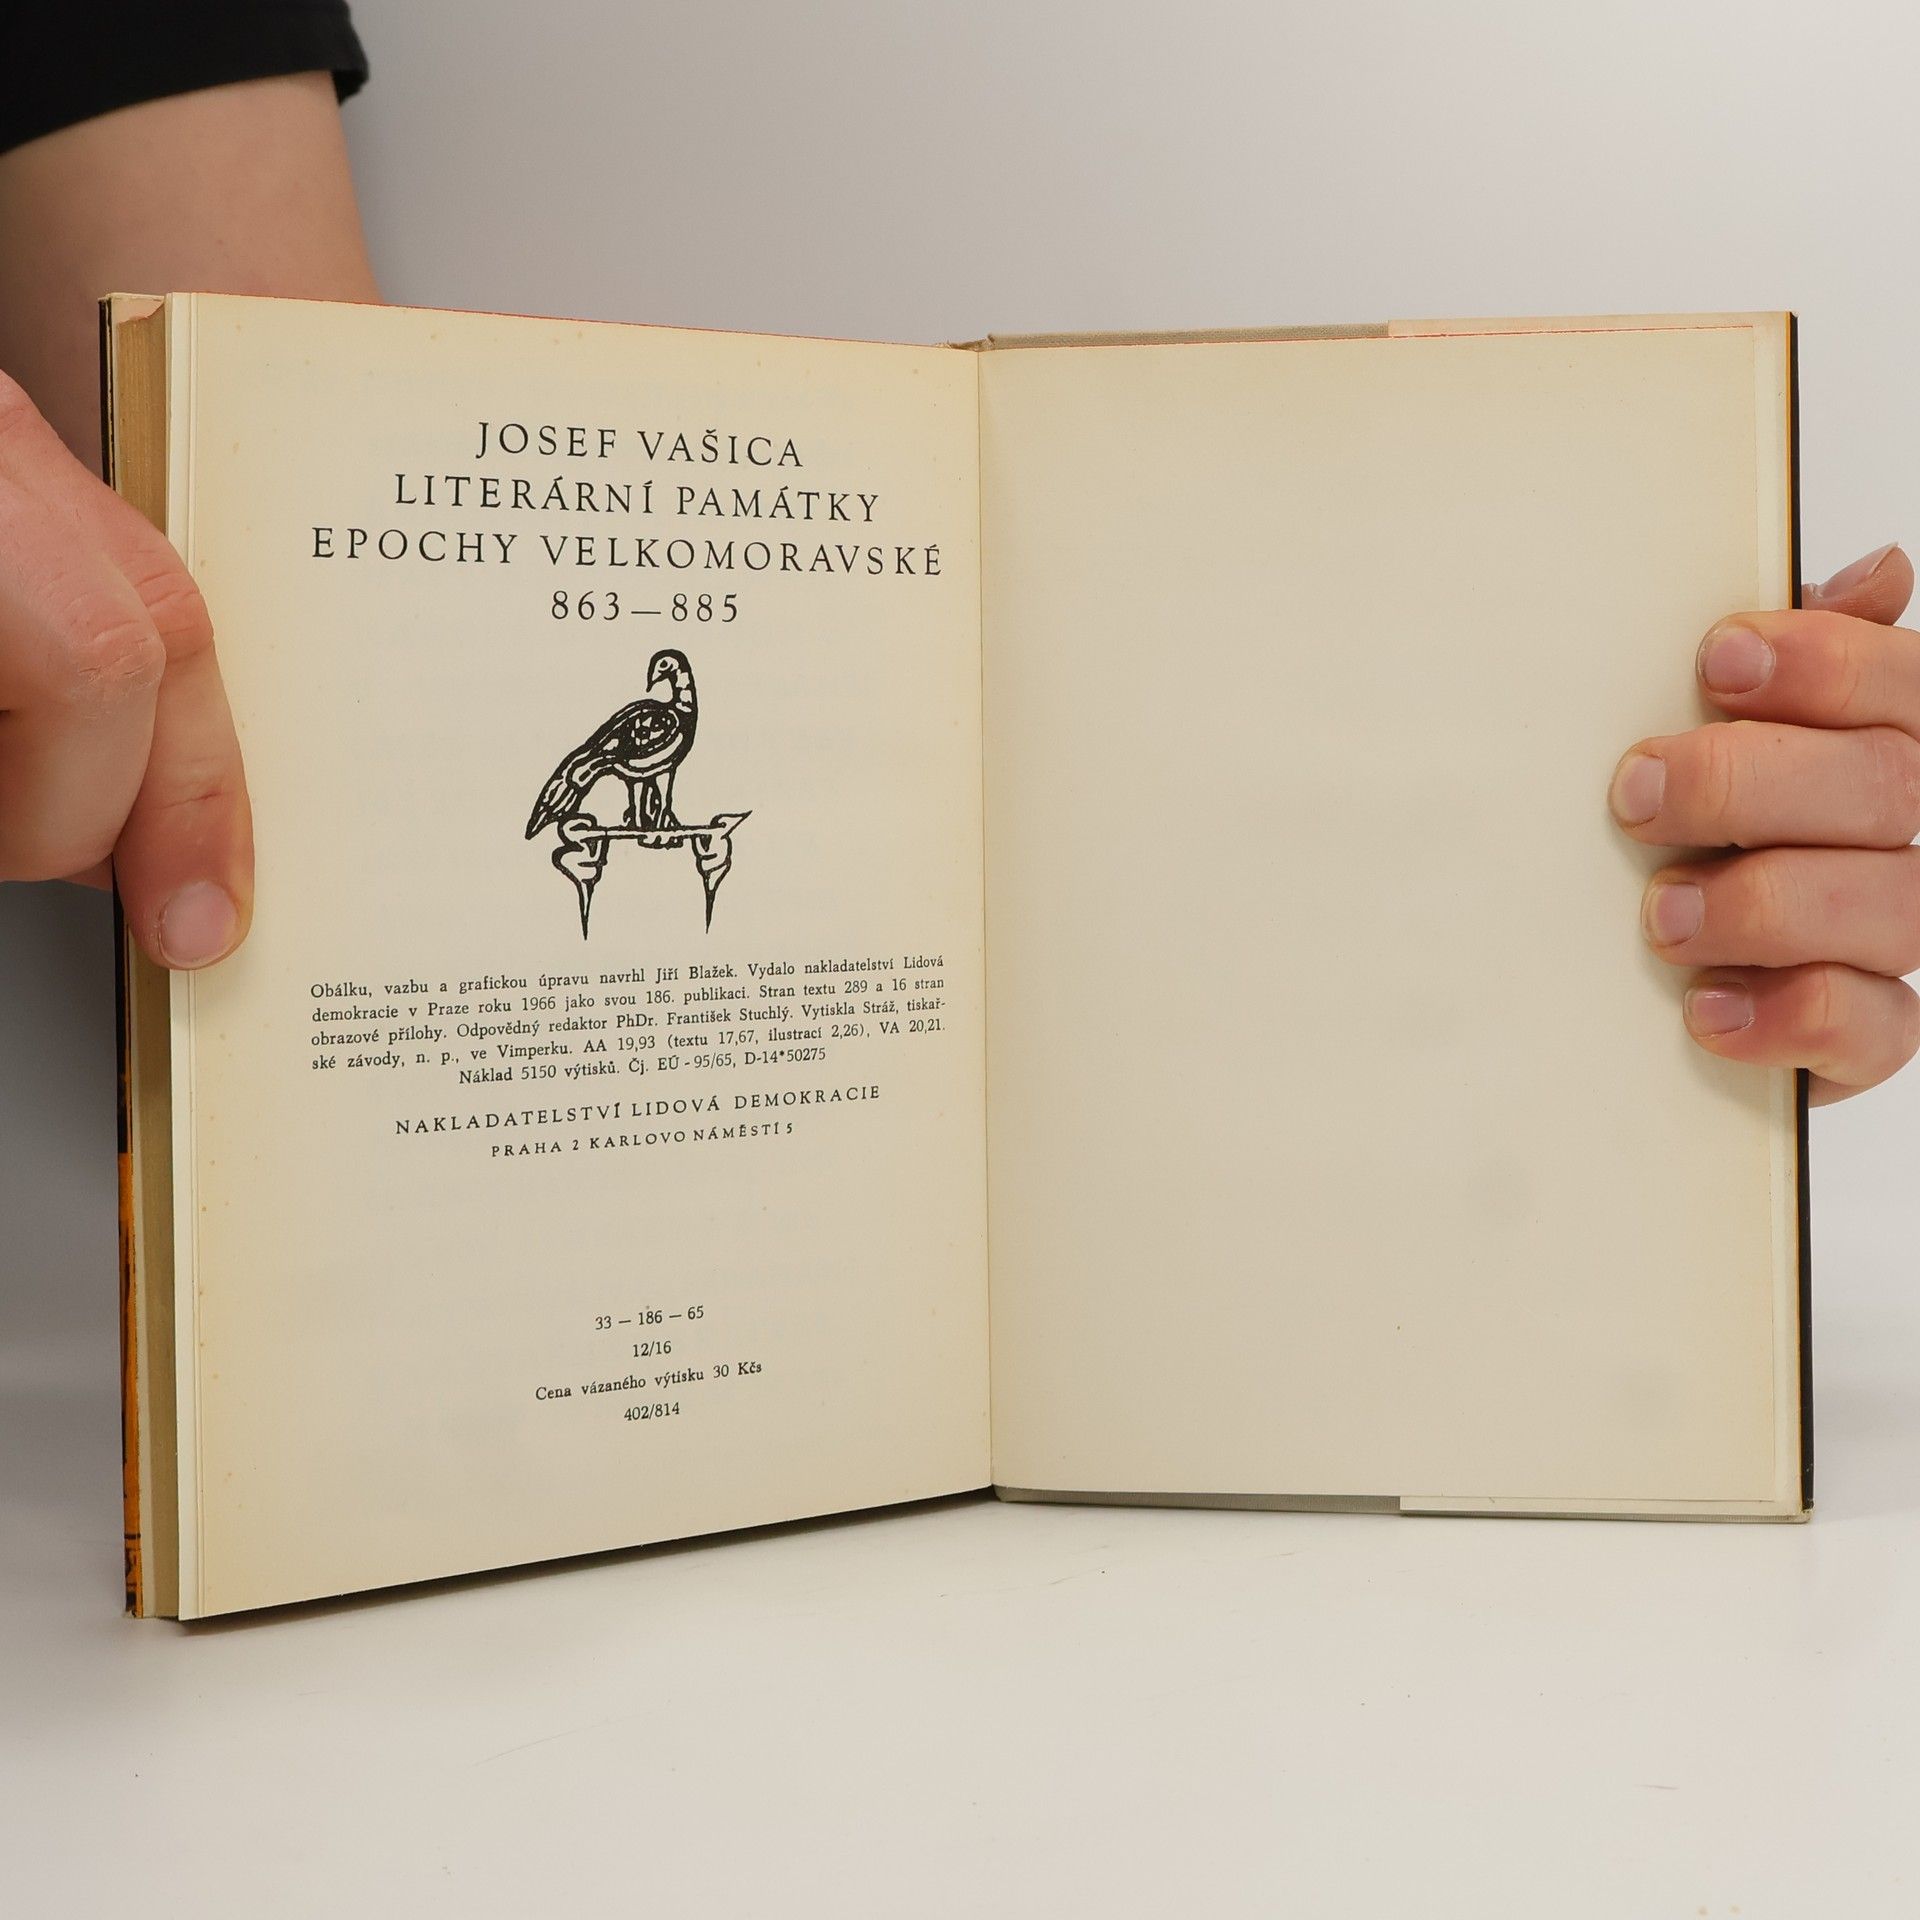 JOSEF VAŠICA
LITERÁRNÍ PAMÁTKY
EPOCHY VELKOMORAVSKÉ
863—885
Obálku, vazbu a grafickou úpravu navrhl Jiří Blažek. Vydalo nakladatelství Lidová
demokracie v Praze roku 1966 jako svou 186. publikaci. Stran textu 289 a 16 stran
obrazové přílohy. Odpovědný redaktor PhDr. František Stuchlý. Vytiskla Stráž, tiskař-
ské závody, n. p., ve Vimperku. AA 19,93 (textu 17,67, ilustrací 2,26), VA 20,21.
Náklad 5150 výtisků. Čj. EÚ - 95/65, D-14*50275
NAKLADATELSTVÍ LIDOVÁ DEMOKRACIE
PRAHA 2 KARLOVO NÁMĚSTÍ 5
33 — 186 — 65
12/16
Cena vázaného výtisku 30 Kčs
402/814